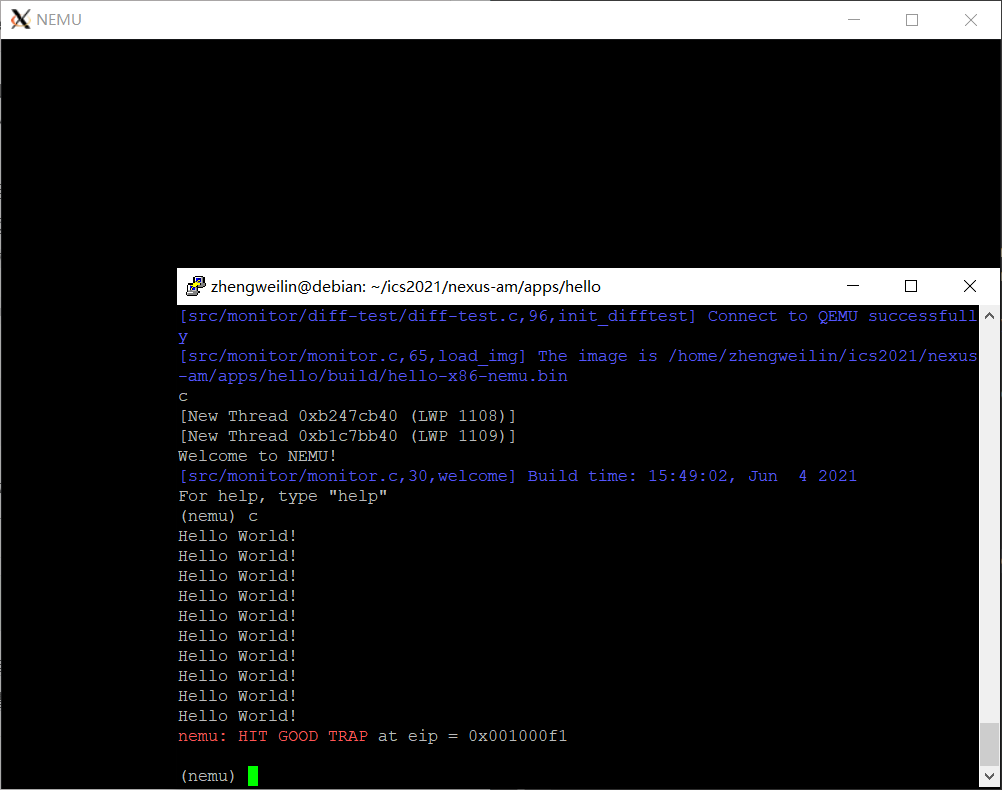 NEMU
zhengweilin@debian: ~/ics2021/nexus-am/apps/hello
[src/monitor/diff-test/diff-test.c,96,init_difftest] Connect to QEMU successfull
y
[src/monitor/monitor.c,65,load_img] The image is /home/zhengweilin/ics2021/nexus
-am/apps/hello/build/hello-x86-nemu.bin
c
[New Thread 0xb247cb40 (LWP 1108)]
[New Thread 0xb1c7bb40 (LWP 1109)]
Welcome to NEMU!
[src/monitor/monitor.c,30,welcome] Build time: 15:49:02, Jun  4 2021
For help, type "help"
(nemu) c
Hello World!
Hello World!
Hello World!
Hello World!
Hello World!
Hello World!
Hello World!
Hello World!
Hello World!
Hello World!
nemu: HIT GOOD TRAP at eip = 0x001000f1
(nemu)